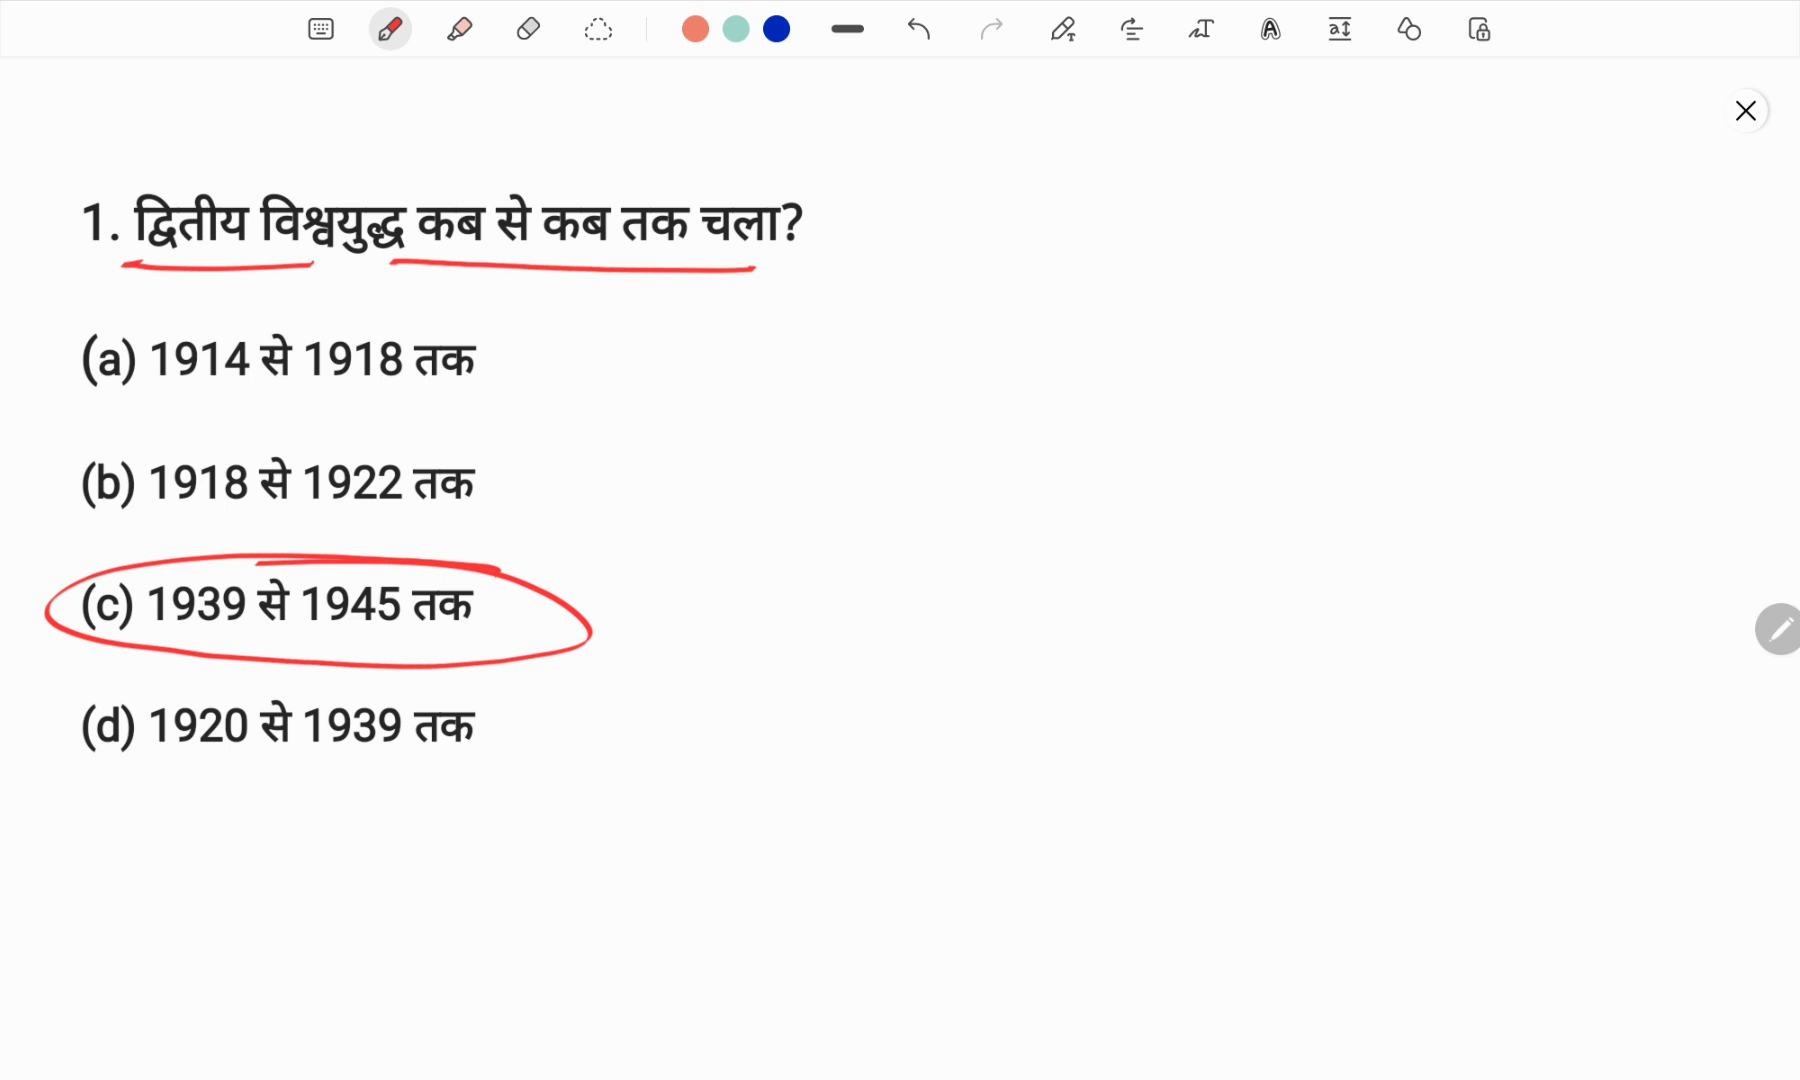 1. द्वितीय विश्वयुद्ध कब से कब तक चला?
(a) 1914 से 1918 तक
(b) 1918 से 1922 तक
(c) 1939 से 1945 तक
(d) 1920 से 1939 तक